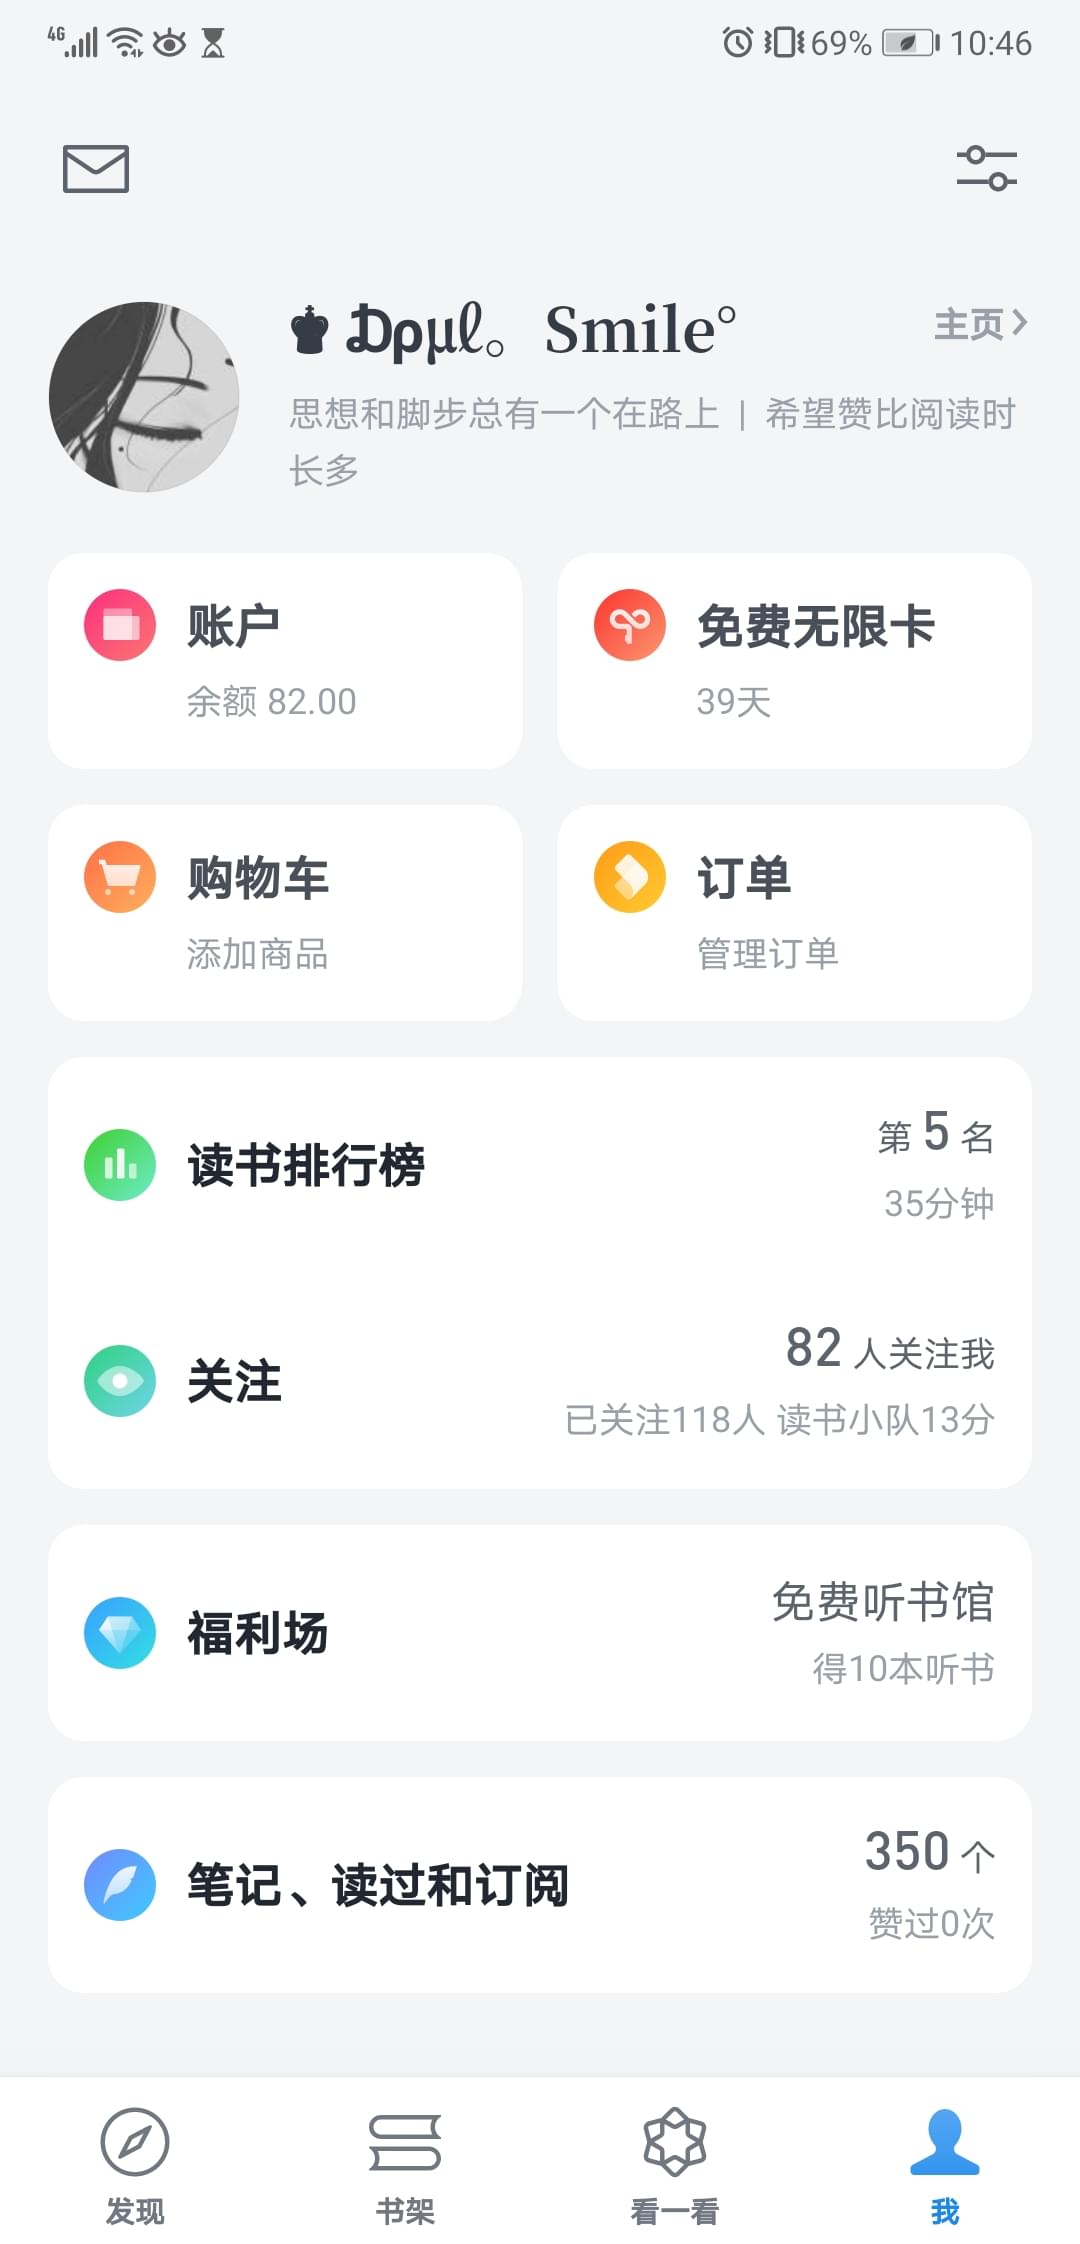 4G 69% 10:46
♚ 𝕯ρμℓ。Smile°
主页
思想和脚步总有一个在路上 | 希望赞比阅读时
长多
账户
余额 82.00
免费无限卡
39天
购物车
添加商品
订单
管理订单
读书排行榜
第 5 名
35分钟
关注
82 人关注我
已关注118人 读书小队13分
福利场
免费听书馆
得10本听书
笔记、读过和订阅
350 个
赞过0次
发现
书架
看一看
我